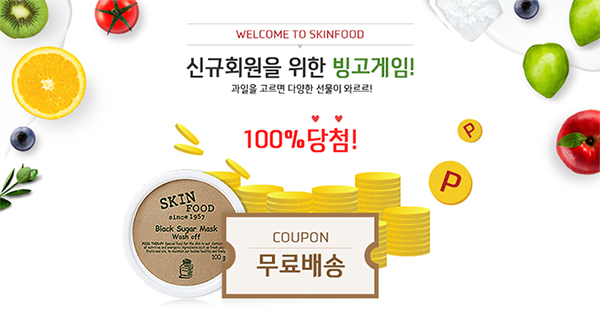 WELCOME TO SKINFOOD
신규회원을 위한 빙고게임!
과일을 고르면 다양한 선물이 와르르!
100%당첨!
P
P
SKIN
FOOD
since 1957
Black Sugar Mask
Wash off
100 g
COUPON
무료배송